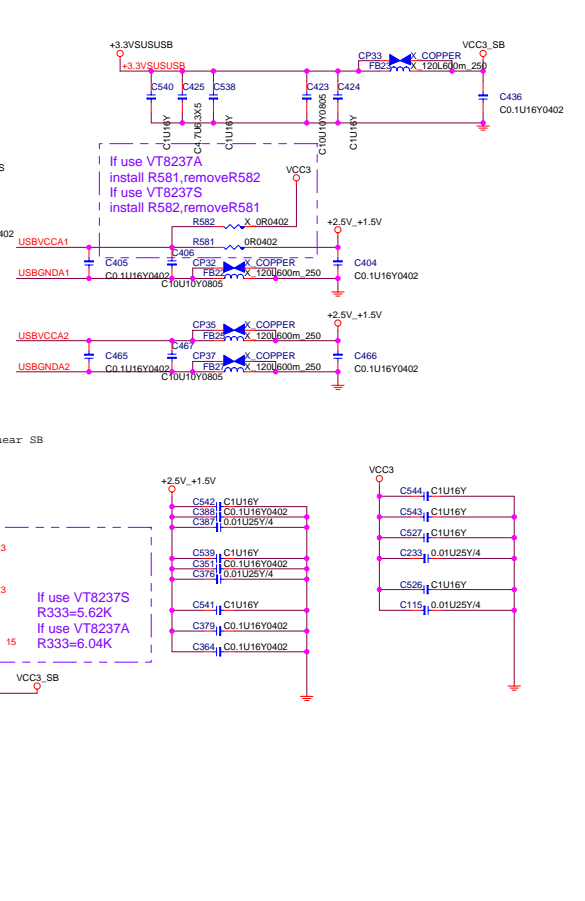 +3.3VSUSUSB
VCC3_SB
CP33 X_COPPER
+3.3VSUSUSB
FB23 X_120L600m_250
C540
C425
C538
C423
C424
C436
C0.1U16Y0402
C1U16Y
C4.7U6.3X5
C1U16Y
C10U10Y0805
C1U16Y
If use VT8237A
install R581,removeR582
If use VT8237S
install R582,removeR581
VCC3
S
402
R582 X_0R0402
+2.5V_+1.5V
USBVCCA1
R581 0R0402
C405
C0.1U16Y0402
C406
C10U10Y0805
CP32 X_COPPER
FB22 X_120L600m_250
C404
C0.1U16Y0402
USBGNDA1
+2.5V_+1.5V
CP35 X_COPPER
USBVCCA2
FB25 X_120L600m_250
C465
C0.1U16Y0402
C467
C10U10Y0805
CP37 X_COPPER
FB27 X_120L600m_250
C466
C0.1U16Y0402
USBGNDA2
near SB
+2.5V_+1.5V
C542 C1U16Y
C388 C0.1U16Y0402
C387 0.01U25Y/4
C539 C1U16Y
C351 C0.1U16Y0402
C376 0.01U25Y/4
C541 C1U16Y
C379 C0.1U16Y0402
C364 C0.1U16Y0402
VCC3
C544 C1U16Y
C543 C1U16Y
C527 C1U16Y
C233 0.01U25Y/4
C526 C1U16Y
C115 0.01U25Y/4
3
3
15
If use VT8237S
R333=5.62K
If use VT8237A
R333=6.04K
VCC3_SB